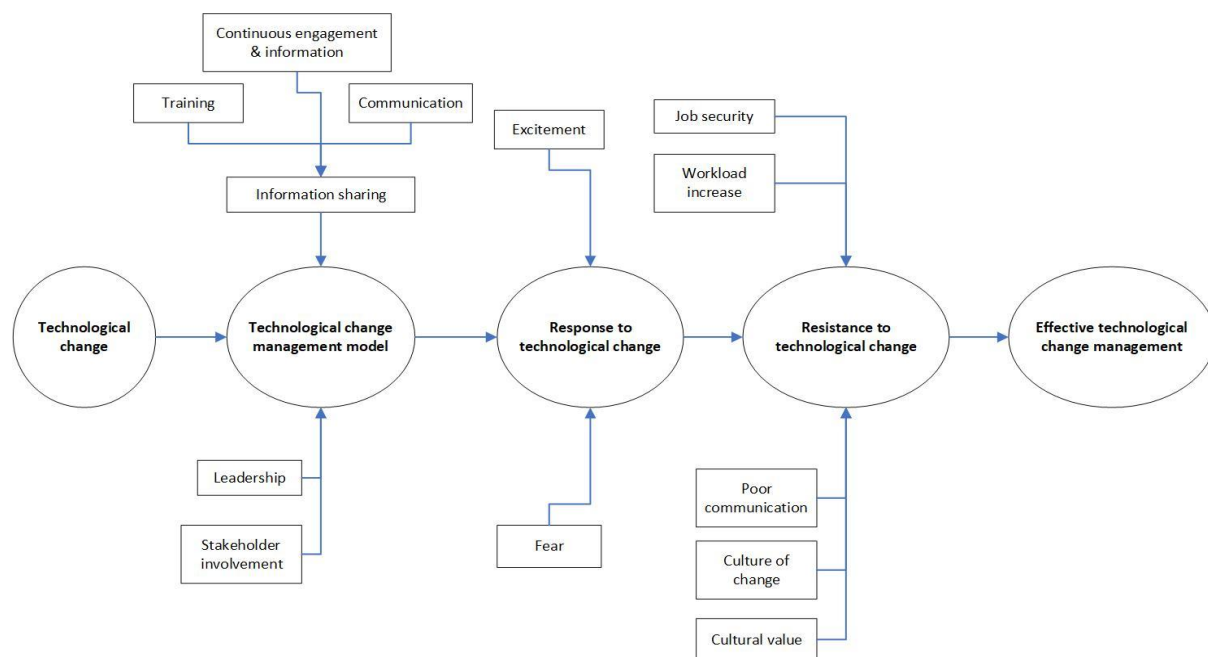 Continuous engagement
& information
Training
Communication
Information sharing
Excitement
Job security
Workload
increase
Technological
change
Technological change
management model
Response to
technological change
Resistance to
technological change
Effective technological
change management
Leadership
Stakeholder
involvement
Fear
Poor
communication
Culture of
change
Cultural value